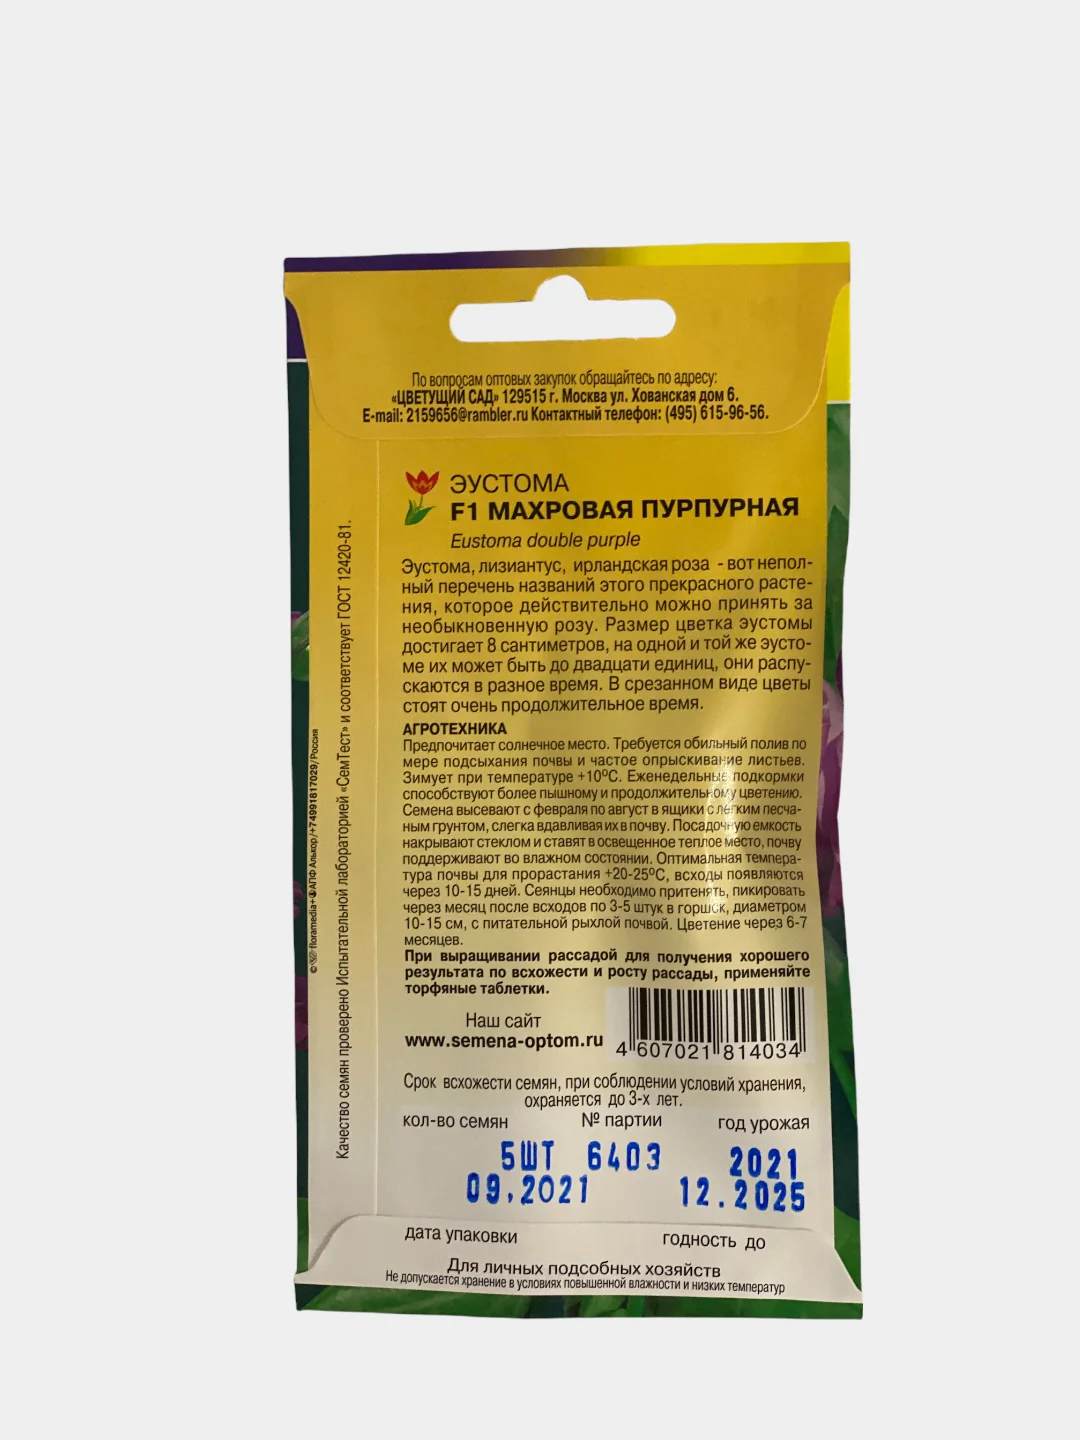 По вопросам оптовых закупок обращайтесь по адресу:
«ЦВЕТУЩИЙ САД» 129515 г. Москва ул. Хованская дом 6.
E-mail: 2159656@rambler.ru Контактный телефон: (495) 615-96-56.
ЭУСТОМА
F1 МАХРОВАЯ ПУРПУРНАЯ
Eustoma double purple
Эустома, лизиантус, ирландская роза - вот непол-
ный перечень названий этого прекрасного расте-
ния, которое действительно можно принять за
необыкновенную розу. Размер цветка эустомы
достигает 8 сантиметров, на одной и той же эусто-
ме их может быть до двадцати единиц, они распу-
скаются в разное время. В срезанном виде цветы
стоят очень продолжительное время.
АГРОТЕХНИКА
Предпочитает солнечное место. Требуется обильный полив по
мере подсыхания почвы и частое опрыскивание листьев.
Зимует при температуре +10°С. Еженедельные подкормки
способствуют более пышному и продолжительному цветению.
Семена высевают с февраля по август в ящики с лёгким песча-
ным грунтом, слегка вдавливая их в почву. Посадочную емкость
накрывают стеклом и ставят в освещенное теплое место, почву
поддерживают во влажном состоянии. Оптимальная темпера-
тура почвы для прорастания +20-25°С, всходы появляются
через 10-15 дней. Сеянцы необходимо притенять, пикировать
через месяц после всходов по 3-5 штук в горшок, диаметром
10-15 см, с питательной рыхлой почвой. Цветение через 6-7
месяцев.
При выращивании рассадой для получения хорошего
результата по всхожести и росту рассады, применяйте
торфяные таблетки.
Наш сайт
www.semena-optom.ru
4 607021 814034
Срок всхожести семян, при соблюдении условий хранения,
охраняется до 3-х лет.
кол-во семян № партии год урожая
5ШТ 6403 2021
09.2021 12.2025
дата упаковки годность до
Для личных подсобных хозяйств
Не допускается хранение в условиях повышенной влажности и низких температур
Качество семян проверено Испытательной лабораторией «СемТест» и соответствует ГОСТ 12420-81.
floramedia+ АПФ Алькор/+74991817029/Россия